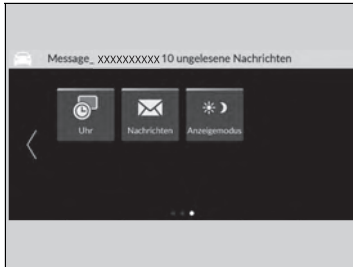 Message_ XXXXXXXXXX 10 ungelesene Nachrichten
Uhr
Nachrichten
Anzeigemodus